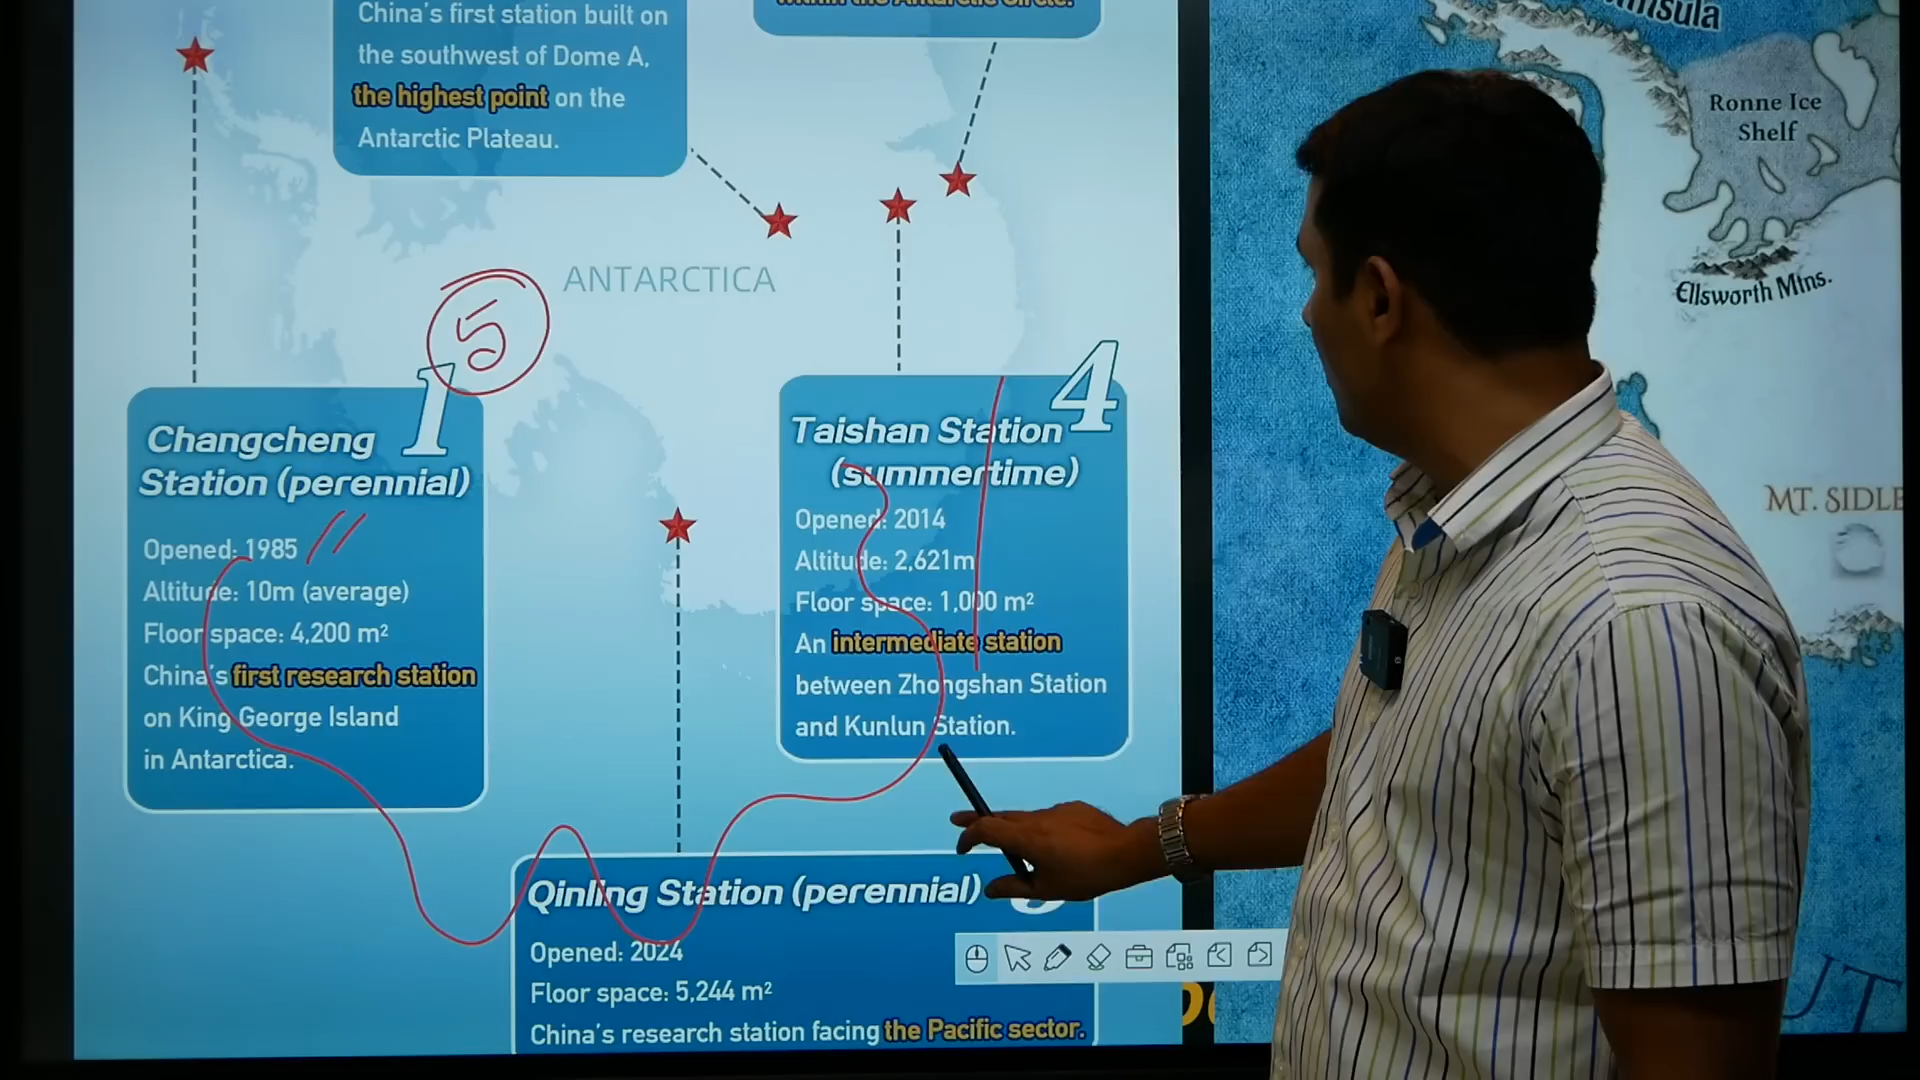 China's first station built on
the southwest of Dome A,
the highest point on the
Antarctic Plateau.
within the Antarctic Circle.
ANTARCTICA
5
1
Changcheng
Station (perennial)
Opened: 1985
Altitude: 10m (average)
Floor space: 4,200 m²
China's first research station
on King George Island
in Antarctica.
4
Taishan Station
(summertime)
Opened: 2014
Altitude: 2,621m
Floor space: 1,000 m²
An intermediate station
between Zhongshan Station
and Kunlun Station.
Qinling Station (perennial)
Opened: 2024
Floor space: 5,244 m²
China's research station facing the Pacific sector.
Ronne Ice
Shelf
Ellsworth Mtns.
MT. SIDLE